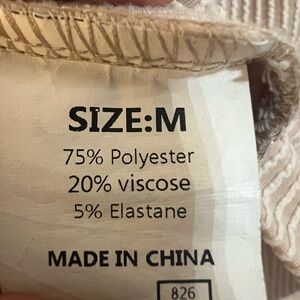 SIZE:M
75% Polyester
20% viscose
5% Elastane
MADE IN CHINA
826